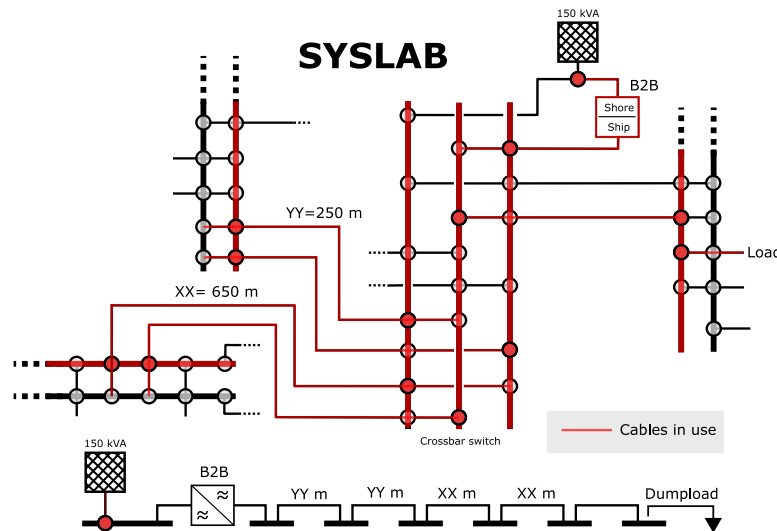 150 kVA
SYSLAB
B2B
Shore
Ship
YY=250 m
Load
XX= 650 m
Crossbar switch
Cables in use
150 kVA
B2B
YY m
YY m
XX m
XX m
Dumpload